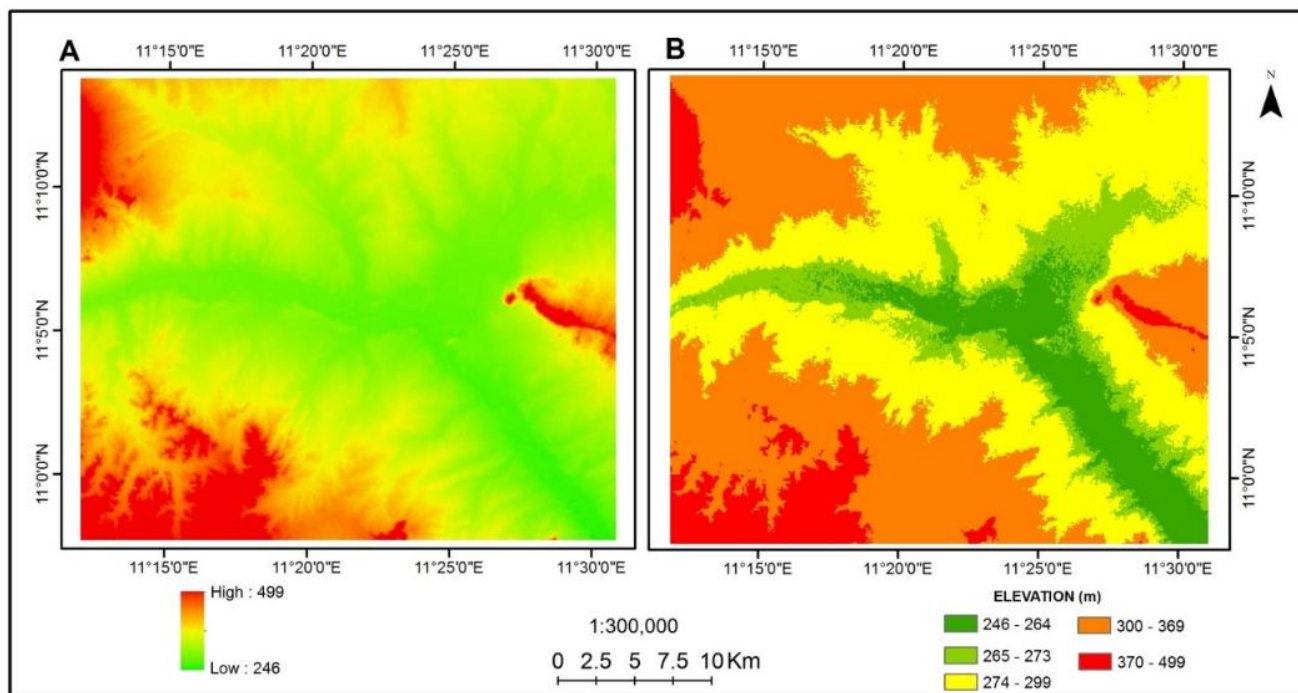 A
11°15'0"E 11°20'0"E 11°25'0"E 11°30'0"E
11°10'0"N
11°5'0"N
11°0'0"N
11°15'0"E 11°20'0"E 11°25'0"E 11°30'0"E
B
11°15'0"E 11°20'0"E 11°25'0"E 11°30'0"E
11°10'0"N
11°5'0"N
11°0'0"N
11°15'0"E 11°20'0"E 11°25'0"E 11°30'0"E
N
High : 499
Low : 246
1:300,000
0 2.5 5 7.5 10 Km
ELEVATION (m)
246 - 264
265 - 273
274 - 299
300 - 369
370 - 499